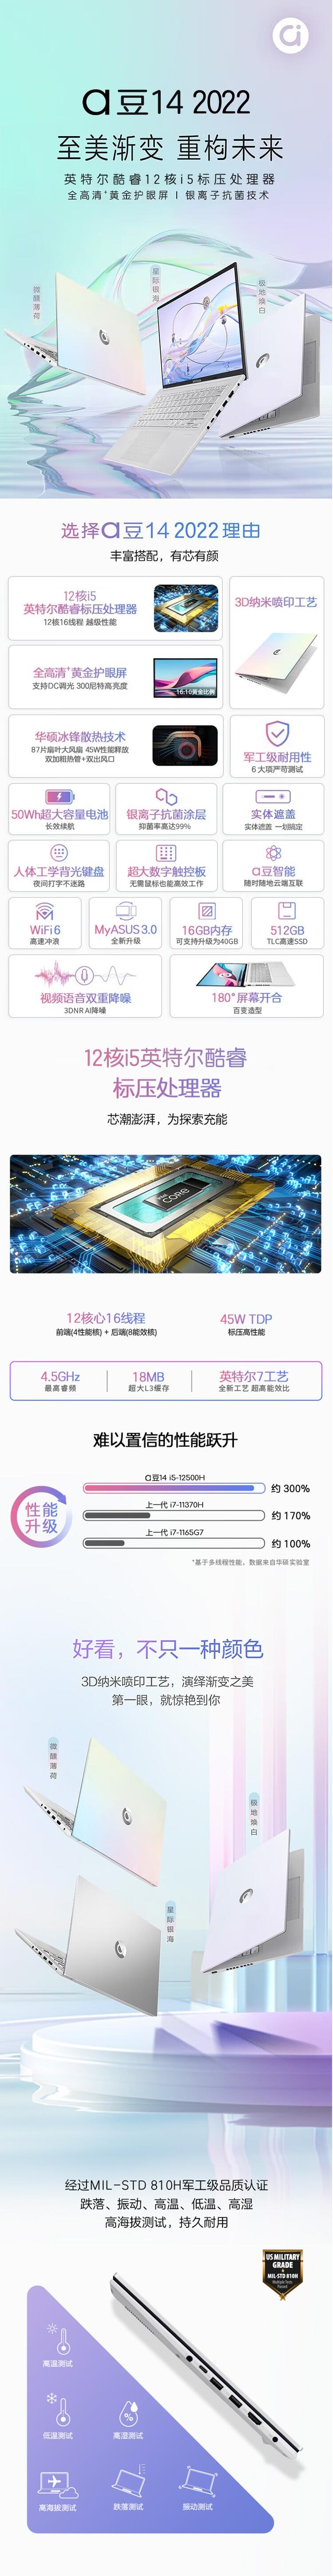 a豆14 2022
至美渐变 重构未来
英特尔酷睿12核i5标压处理器
全高清+黄金护眼屏 | 银离子抗菌技术
微醺薄荷
星际银海
极地焕白
选择a豆14 2022理由
丰富搭配，有芯有颜
12核i5
英特尔酷睿标压处理器
12核16线程 越级性能
3D纳米喷印工艺
全高清+黄金护眼屏
支持DC调光 300尼特高亮度
16:10黄金比例
华硕冰锋散热技术
87片扇叶大风扇 45W性能释放
双加粗热管+双出风口
军工级耐用性
6大项严苛测试
50Wh超大容量电池
长效续航
银离子抗菌涂层
抑菌率高达99%
实体遮盖
实体遮盖 一划搞定
人体工学背光键盘
夜间打字不迷路
超大数字触控板
无需鼠标也能高效工作
a豆智能
随时随地云端互联
WiFi 6
高速冲浪
MyASUS 3.0
全新升级
16GB内存
可支持升级为40GB
512GB
TLC高速SSD
视频语音双重降噪
3DNR AI降噪
180°屏幕开合
百变造型
12核i5英特尔酷睿
标压处理器
芯潮澎湃，为探索充能
CORE
12核心16线程
前端(4性能核) + 后端(8能效核)
45W TDP
标压高性能
4.5GHz
最高睿频
18MB
超大L3缓存
英特尔7工艺
全新工艺 超高能效比
难以置信的性能跃升
性能升级
a豆14 i5-12500H
约 300%
上一代 i7-11370H
约 170%
上一代 i7-1165G7
约 100%
*基于多线程性能，数据来自华硕实验室
好看，不只一种颜色
3D纳米喷印工艺，演绎渐变之美
第一眼，就惊艳到你
微醺薄荷
极地焕白
星际银海
经过MIL-STD 810H军工级品质认证
跌落、振动、高温、低温、高湿
高海拔测试，持久耐用
US MILITARY
GRADE
MIL-STD 810H
Multiple Tests
Passed
高温测试
低温测试
高湿测试
高海拔测试
跌落测试
振动测试